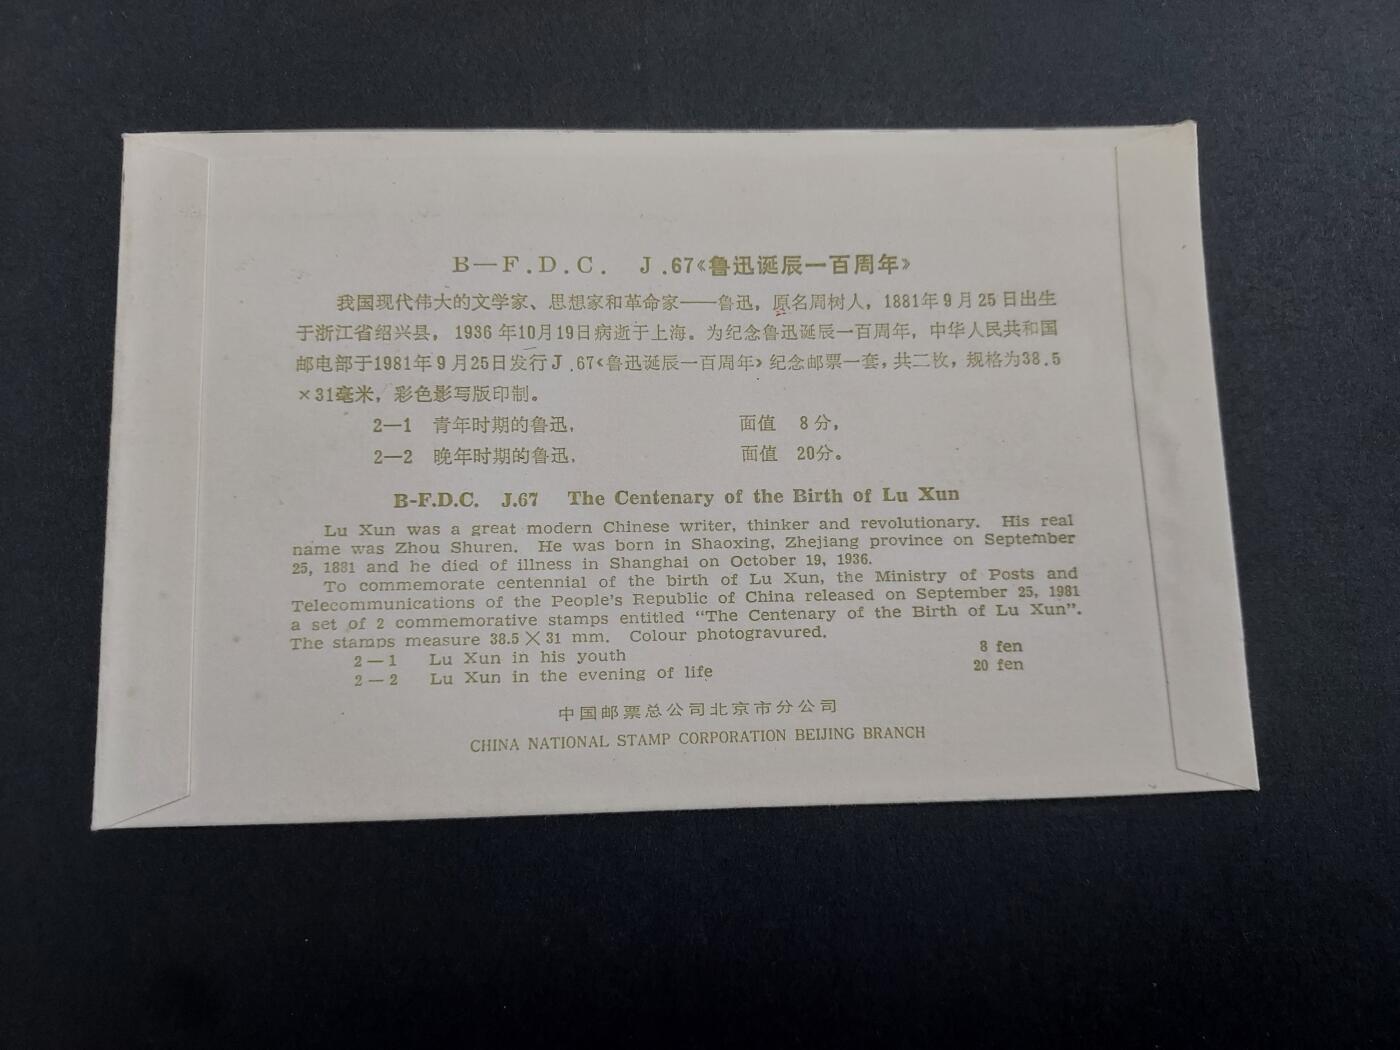 B—F.D.C. J.67《鲁迅诞辰一百周年》
我国现代伟大的文学家、思想家和革命家——鲁迅，原名周树人，1881年9月25日出生
于浙江省绍兴县，1936年10月19日病逝于上海。为纪念鲁迅诞辰一百周年，中华人民共和国
邮电部于1981年9月25日发行J.67《鲁迅诞辰一百周年》纪念邮票一套，共二枚，规格为38.5
×31毫米，彩色影写版印制。
2—1 青年时期的鲁迅， 面值 8分，
2—2 晚年时期的鲁迅， 面值 20分。
B-F.D.C. J.67 The Centenary of the Birth of Lu Xun
Lu Xun was a great modern Chinese writer, thinker and revolutionary. His real
name was Zhou Shuren. He was born in Shaoxing, Zhejiang province on September
25, 1881 and he died of illness in Shanghai on October 19, 1936.
To commemorate centennial of the birth of Lu Xun, the Ministry of Posts and
Telecommunications of the People's Republic of China released on September 25, 1981
a set of 2 commemorative stamps entitled "The Centenary of the Birth of Lu Xun".
The stamps measure 38.5×31 mm. Colour photogravured.
2—1 Lu Xun in his youth 8 fen
2—2 Lu Xun in the evening of life 20 fen
中国邮票总公司北京市分公司
CHINA NATIONAL STAMP CORPORATION BEIJING BRANCH